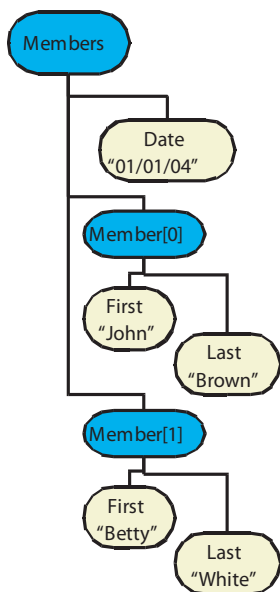 Members
Date
“01/01/04”
Member[0]
First
“John”
Last
“Brown”
Member[1]
First
“Betty”
Last
“White”